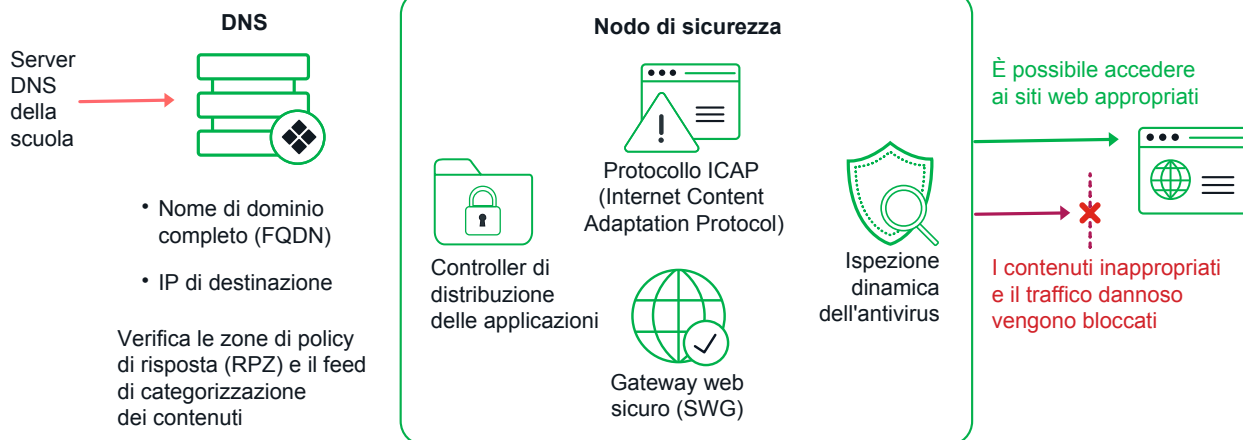 DNS
Server
DNS
della
scuola
• Nome di dominio
completo (FQDN)
• IP di destinazione
Verifica le zone di policy
di risposta (RPZ) e il feed
di categorizzazione
dei contenuti
Nodo di sicurezza
Controller di
distribuzione
delle applicazioni
Protocollo ICAP
(Internet Content
Adaptation Protocol)
Gateway web
sicuro (SWG)
Ispezione
dinamica
dell'antivirus
È possibile accedere
ai siti web appropriati
I contenuti inappropriati
e il traffico dannoso
vengono bloccati